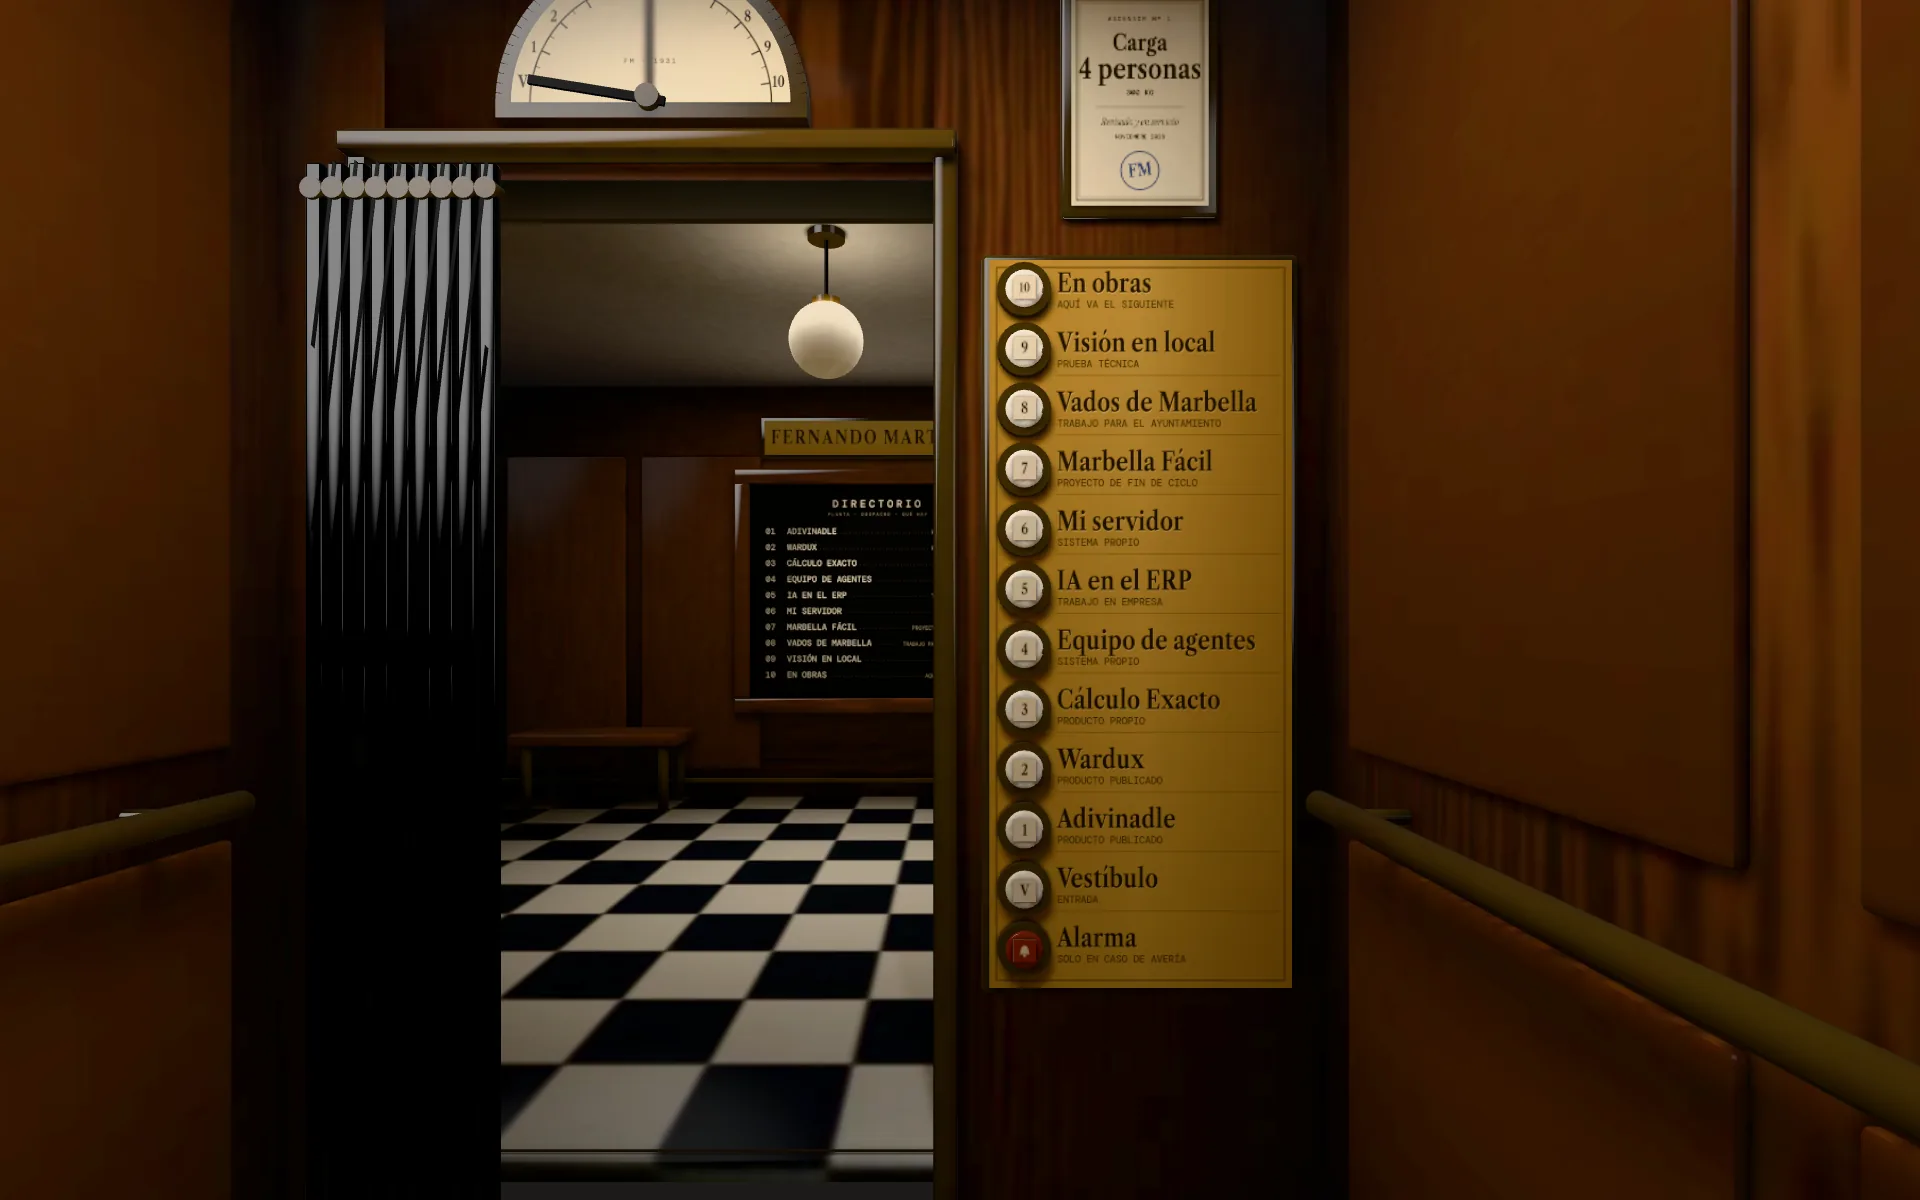 V
1
2
8
9
10
Carga
4 personas
FM
10
En obras
AQUÍ VA EL SIGUIENTE
9
Visión en local
PRUEBA TÉCNICA
8
Vados de Marbella
TRABAJO PARA EL AYUNTAMIENTO
7
Marbella Fácil
PROYECTO DE FIN DE CICLO
6
Mi servidor
SISTEMA PROPIO
5
IA en el ERP
TRABAJO EN EMPRESA
4
Equipo de agentes
SISTEMA PROPIO
3
Cálculo Exacto
PRODUCTO PROPIO
2
Wardux
PRODUCTO PUBLICADO
1
Adivinadle
PRODUCTO PUBLICADO
V
Vestíbulo
ENTRADA
Alarma
SOLO EN CASO DE AVERÍA
FERNANDO MART
DIRECTORIO
01 ADIVINADLE
02 WARDUX
03 CÁLCULO EXACTO
04 EQUIPO DE AGENTES
05 IA EN EL ERP
06 MI SERVIDOR
07 MARBELLA FÁCIL
08 VADOS DE MARBELLA
09 VISIÓN EN LOCAL
10 EN OBRAS